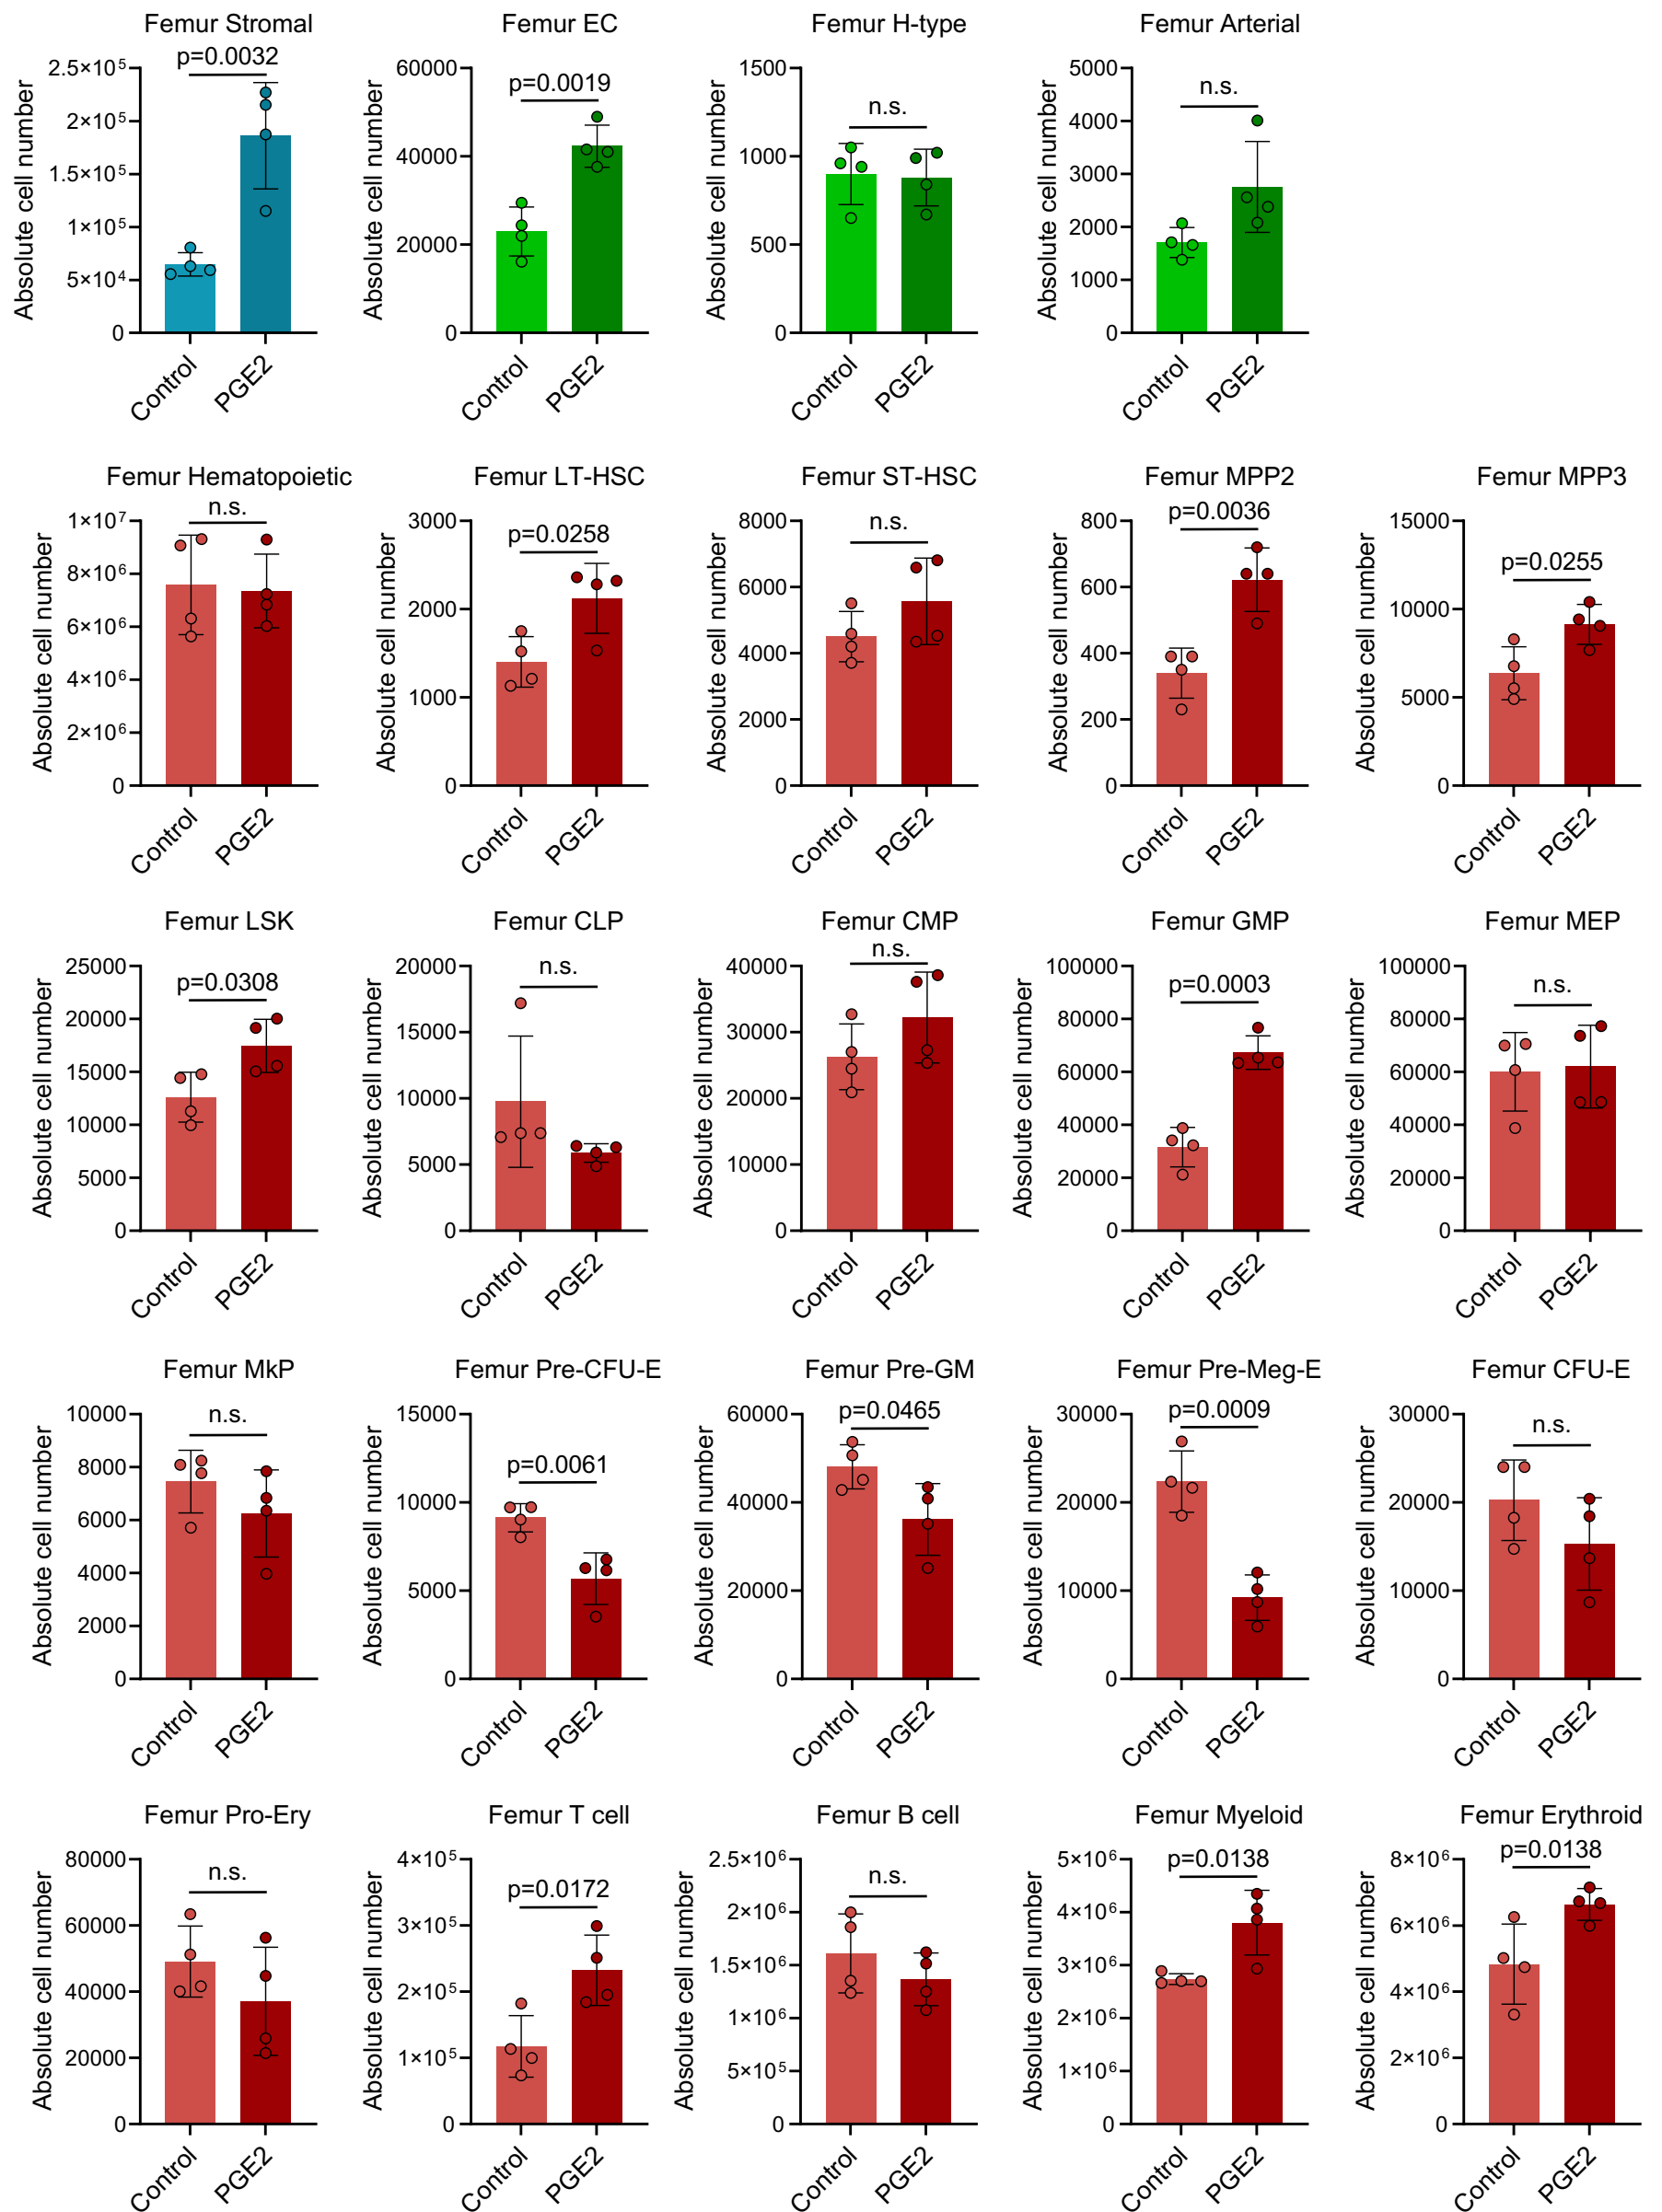 Femur Stromal
p=0.0032
Absolute cell number
2.5×10⁵
2×10⁵
1.5×10⁵
1×10⁵
5×10⁴
0
Control
PGE2
Femur EC
p=0.0019
Absolute cell number
60000
40000
20000
0
Control
PGE2
Femur H-type
n.s.
Absolute cell number
1500
1000
500
0
Control
PGE2
Femur Arterial
n.s.
Absolute cell number
5000
4000
3000
2000
1000
0
Control
PGE2
Femur Hematopoietic
n.s.
Absolute cell number
1×10⁷
8×10⁶
6×10⁶
4×10⁶
2×10⁶
0
Control
PGE2
Femur LT-HSC
p=0.0258
Absolute cell number
3000
2000
1000
0
Control
PGE2
Femur ST-HSC
n.s.
Absolute cell number
8000
6000
4000
2000
0
Control
PGE2
Femur MPP2
p=0.0036
Absolute cell number
800
600
400
200
0
Control
PGE2
Femur MPP3
p=0.0255
Absolute cell number
15000
10000
5000
0
Control
PGE2
Femur LSK
p=0.0308
Absolute cell number
25000
20000
15000
10000
5000
0
Control
PGE2
Femur CLP
n.s.
Absolute cell number
20000
15000
10000
5000
0
Control
PGE2
Femur CMP
n.s.
Absolute cell number
40000
30000
20000
10000
0
Control
PGE2
Femur GMP
p=0.0003
Absolute cell number
100000
80000
60000
40000
20000
0
Control
PGE2
Femur MEP
n.s.
Absolute cell number
100000
80000
60000
40000
20000
0
Control
PGE2
Femur MkP
n.s.
Absolute cell number
10000
8000
6000
4000
2000
0
Control
PGE2
Femur Pre-CFU-E
p=0.0061
Absolute cell number
15000
10000
5000
0
Control
PGE2
Femur Pre-GM
p=0.0465
Absolute cell number
60000
40000
20000
0
Control
PGE2
Femur Pre-Meg-E
p=0.0009
Absolute cell number
30000
20000
10000
0
Control
PGE2
Femur CFU-E
n.s.
Absolute cell number
30000
20000
10000
0
Control
PGE2
Femur Pro-Ery
n.s.
Absolute cell number
80000
60000
40000
20000
0
Control
PGE2
Femur T cell
p=0.0172
Absolute cell number
4×10⁵
3×10⁵
2×10⁵
1×10⁵
0
Control
PGE2
Femur B cell
n.s.
Absolute cell number
2.5×10⁶
2×10⁶
1.5×10⁶
1×10⁶
5×10⁵
0
Control
PGE2
Femur Myeloid
p=0.0138
Absolute cell number
5×10⁶
4×10⁶
3×10⁶
2×10⁶
1×10⁶
0
Control
PGE2
Femur Erythroid
p=0.0138
Absolute cell number
8×10⁶
6×10⁶
4×10⁶
2×10⁶
0
Control
PGE2